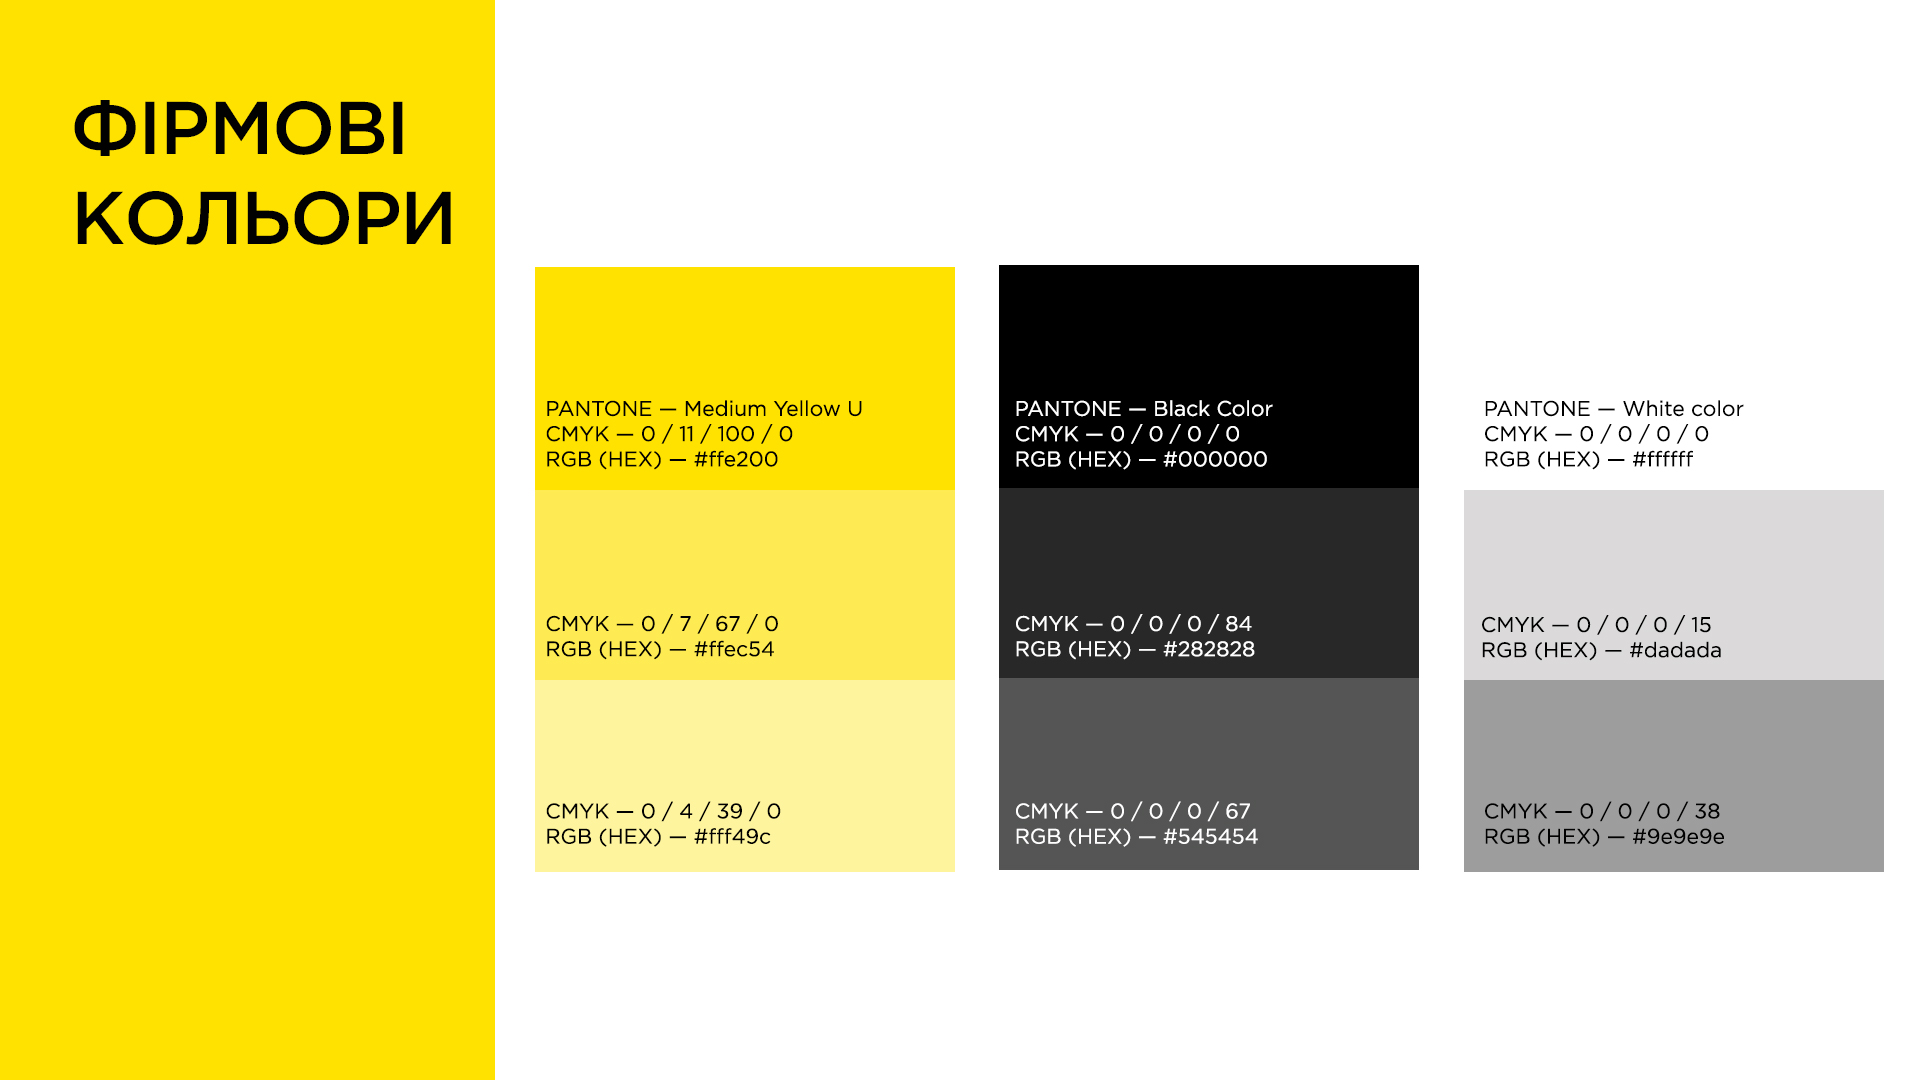 ФІРМОВІ
КОЛЬОРИ
PANTONE — Medium Yellow U
CMYK — 0 / 11 / 100 / 0
RGB (HEX) — #ffe200
CMYK — 0 / 7 / 67 / 0
RGB (HEX) — #ffec54
CMYK — 0 / 4 / 39 / 0
RGB (HEX) — #fff49c
PANTONE — Black Color
CMYK — 0 / 0 / 0 / 0
RGB (HEX) — #000000
CMYK — 0 / 0 / 0 / 84
RGB (HEX) — #282828
CMYK — 0 / 0 / 0 / 67
RGB (HEX) — #545454
PANTONE — White color
CMYK — 0 / 0 / 0 / 0
RGB (HEX) — #ffffff
CMYK — 0 / 0 / 0 / 15
RGB (HEX) — #dadada
CMYK — 0 / 0 / 0 / 38
RGB (HEX) — #9e9e9e